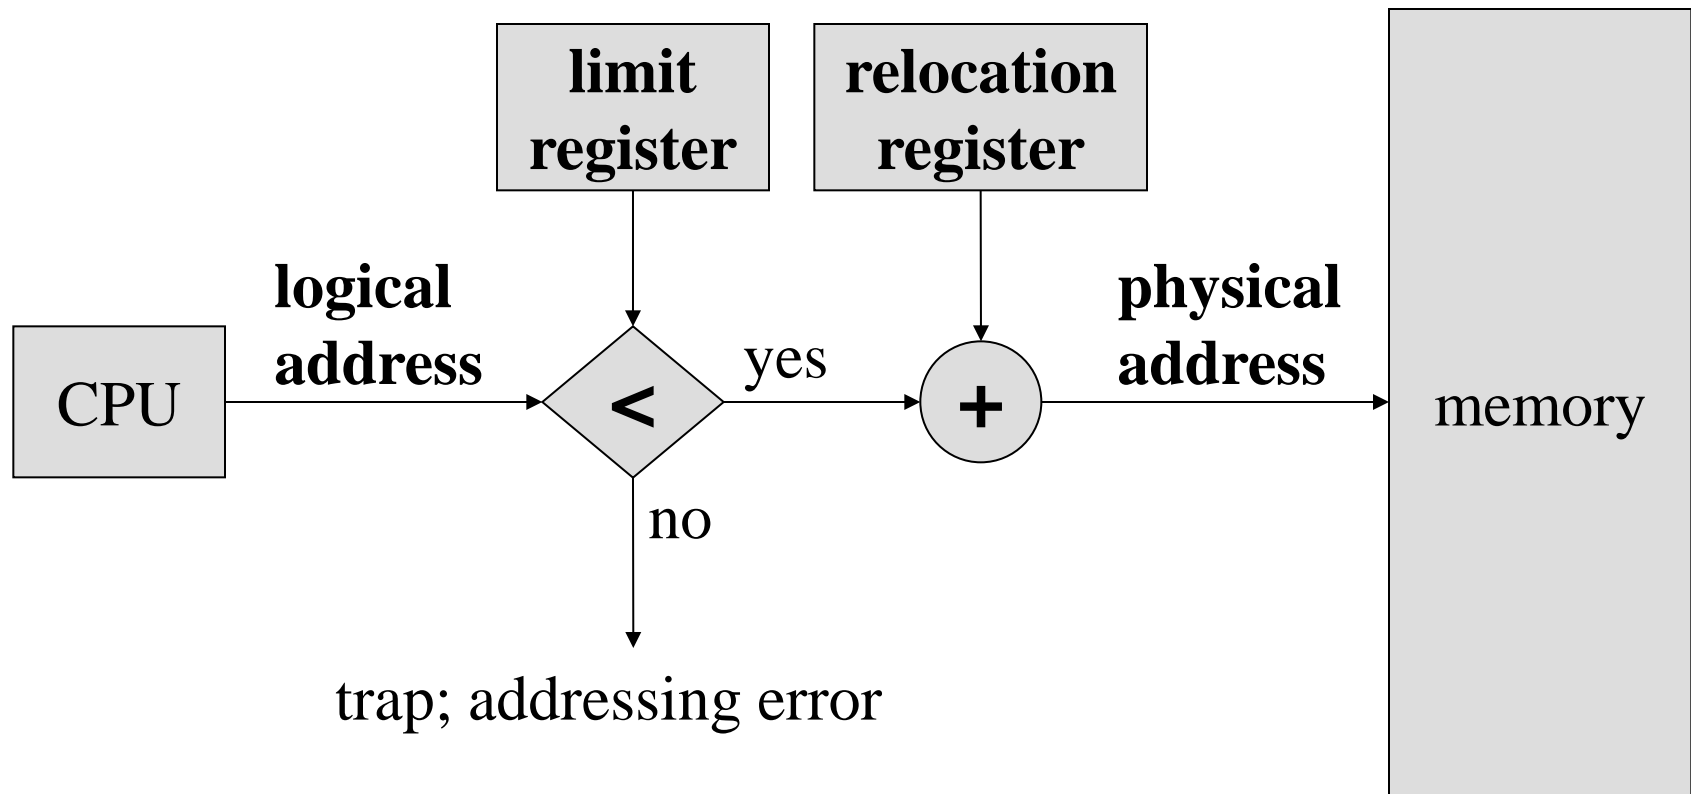 limit
register
relocation
register
logical
address
physical
address
CPU
<
yes
+
memory
no
trap; addressing error